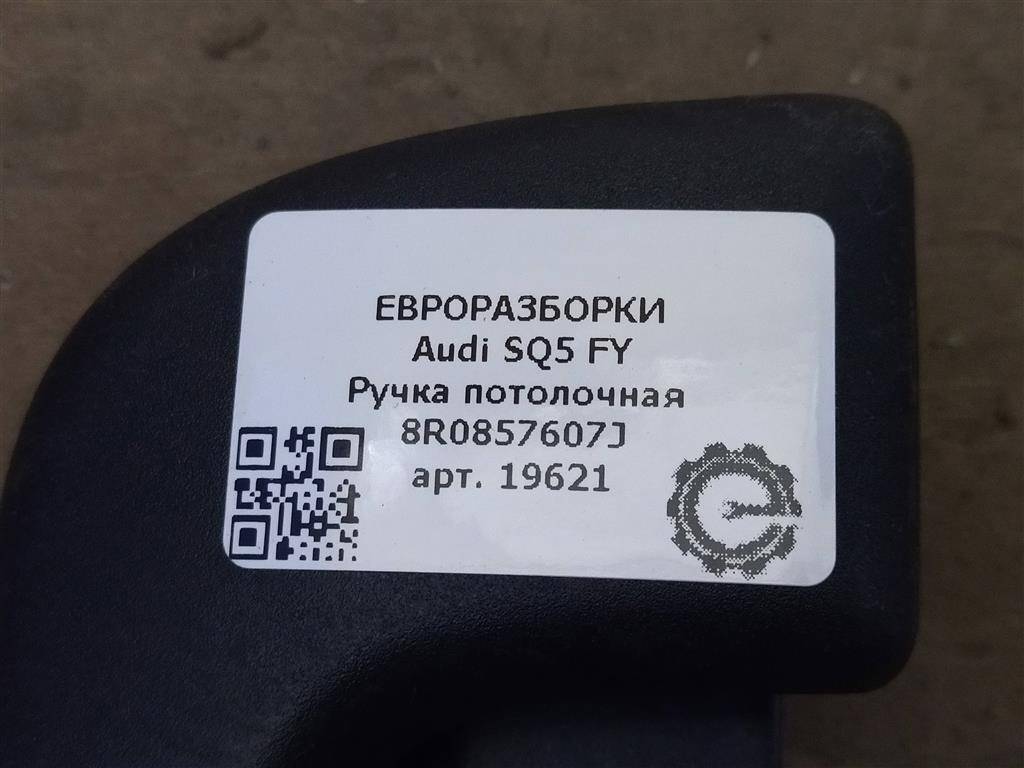 ЕВРОРАЗБОРКИ
Audi SQ5 FY
Ручка потолочная
8R0857607J
арт. 19621